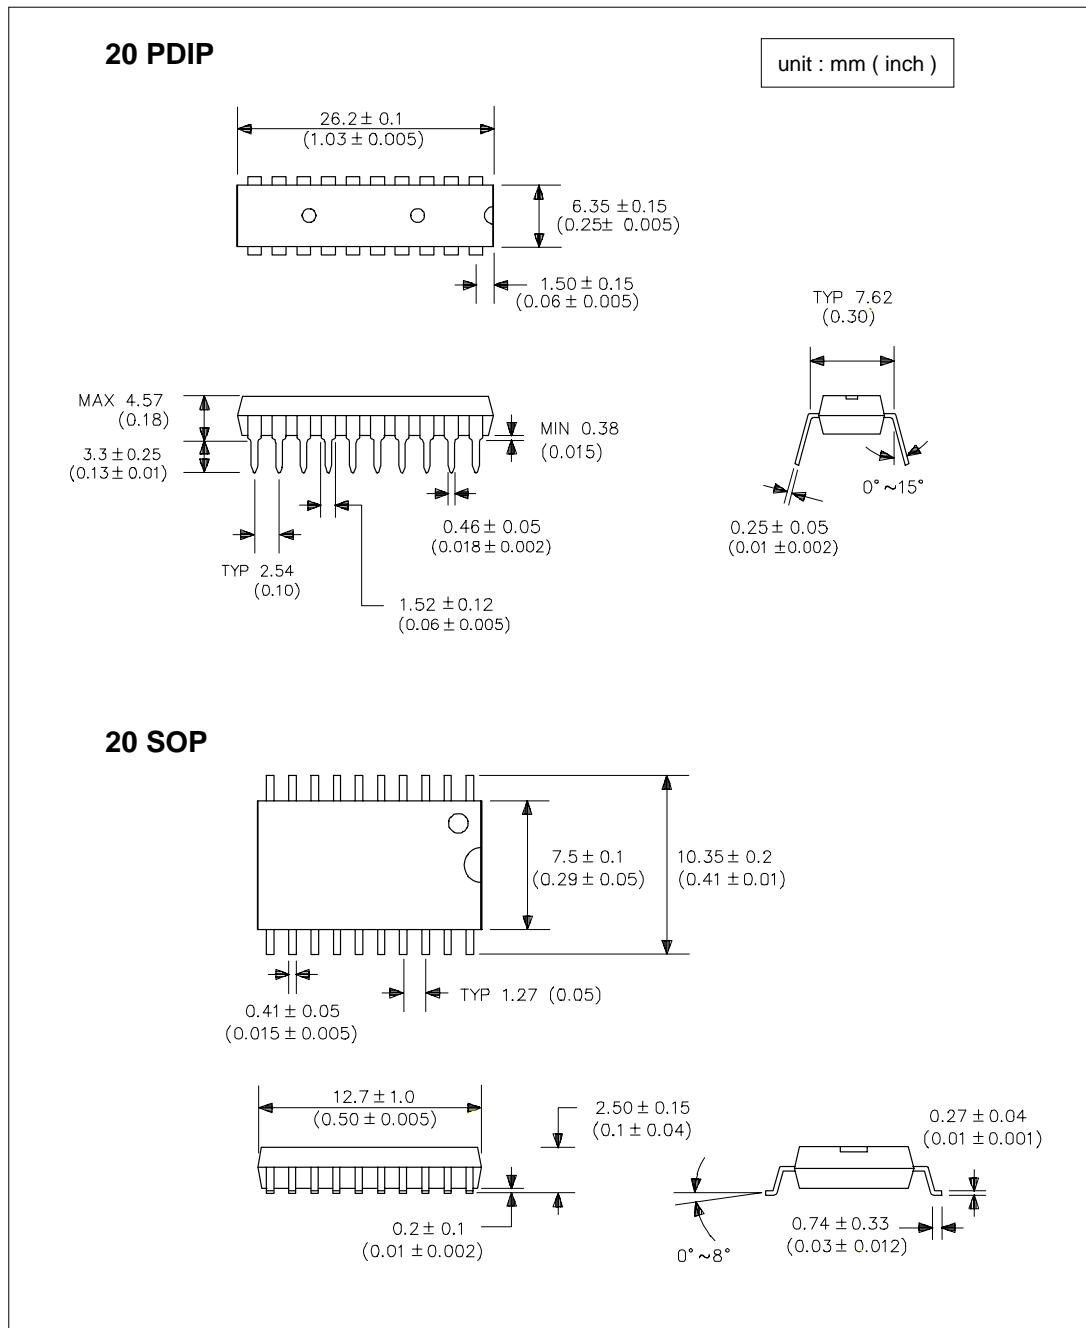 20 PDIP
unit : mm ( inch )
26.2 ± 0.1
(1.03 ± 0.005)
6.35 ± 0.15
(0.25± 0.005)
1.50 ± 0.15
(0.06 ± 0.005)
TYP 7.62
(0.30)
MAX 4.57
(0.18)
MIN 0.38
(0.015)
3.3 ± 0.25
(0.13 ± 0.01)
0°~15°
0.46 ± 0.05
(0.018 ± 0.002)
0.25 ± 0.05
(0.01 ±0.002)
TYP 2.54
(0.10)
1.52 ± 0.12
(0.06 ± 0.005)
20 SOP
7.5 ± 0.1
(0.29 ± 0.05)
10.35 ± 0.2
(0.41 ± 0.01)
TYP 1.27 (0.05)
0.41 ± 0.05
(0.015 ± 0.005)
12.7 ± 1.0
(0.50 ± 0.005)
2.50 ± 0.15
(0.1 ± 0.04)
0.27 ± 0.04
(0.01 ± 0.001)
0.2 ± 0.1
(0.01 ± 0.002)
0.74 ± 0.33
(0.03 ± 0.012)
0°~8°